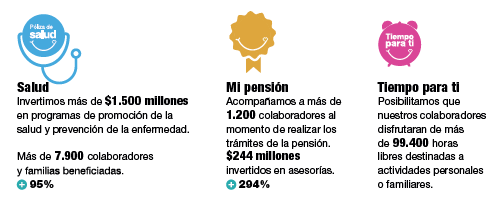 Póliza de
salud
Salud
Invertimos más de $1.500 millones
en programas de promoción de la
salud y prevención de la enfermedad.
Más de 7.900 colaboradores
y familias beneficiadas.
+ 95%
Mi pensión
Acompañamos a más de
1.200 colaboradores al
momento de realizar los
trámites de la pensión.
$244 millones
invertidos en asesorías.
+ 294%
Tiempo
para ti
Tiempo para ti
Posibilitamos que
nuestros colaboradores
disfrutaran de más
de 99.400 horas
libres destinadas a
actividades personales
o familiares.